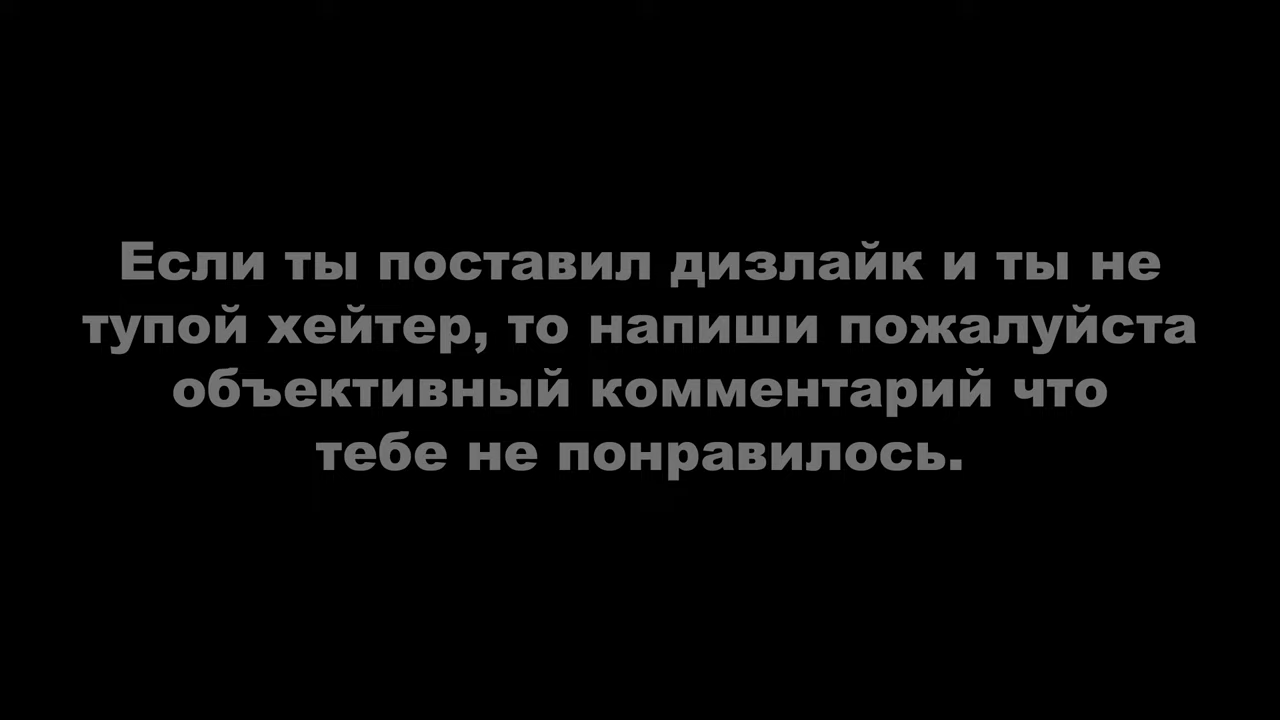 Если ты поставил дизлайк и ты не
тупой хейтер, то напиши пожалуйста
объективный комментарий что
тебе не понравилось.